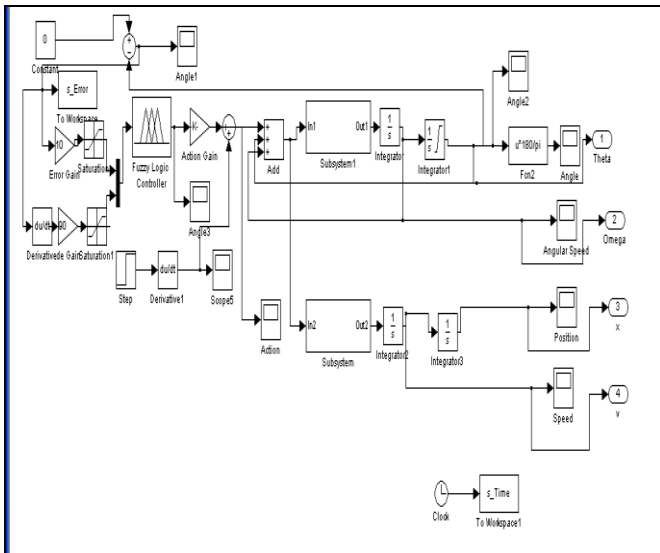 0
Constant
Angle1
s_Error
To Workspace
10
Error Gain
Saturation
Fuzzy Logic
Controller
K-
Action Gain
Add
In1
Out1
Subsystem1
1
s
Integrator
1
s
Integrator1
Angle2
u*180/pi
Fcn2
Angle
1
Theta
du/dt
Derivative
90
de Gain
Saturation1
Angle3
Step
du/dt
Derivative1
Scope5
Action
In2
Out2
Subsystem
1
s
Integrator2
1
s
Integrator3
Angular Speed
2
Omega
Position
3
x
Speed
4
v
Clock
s_Time
To Workspace1